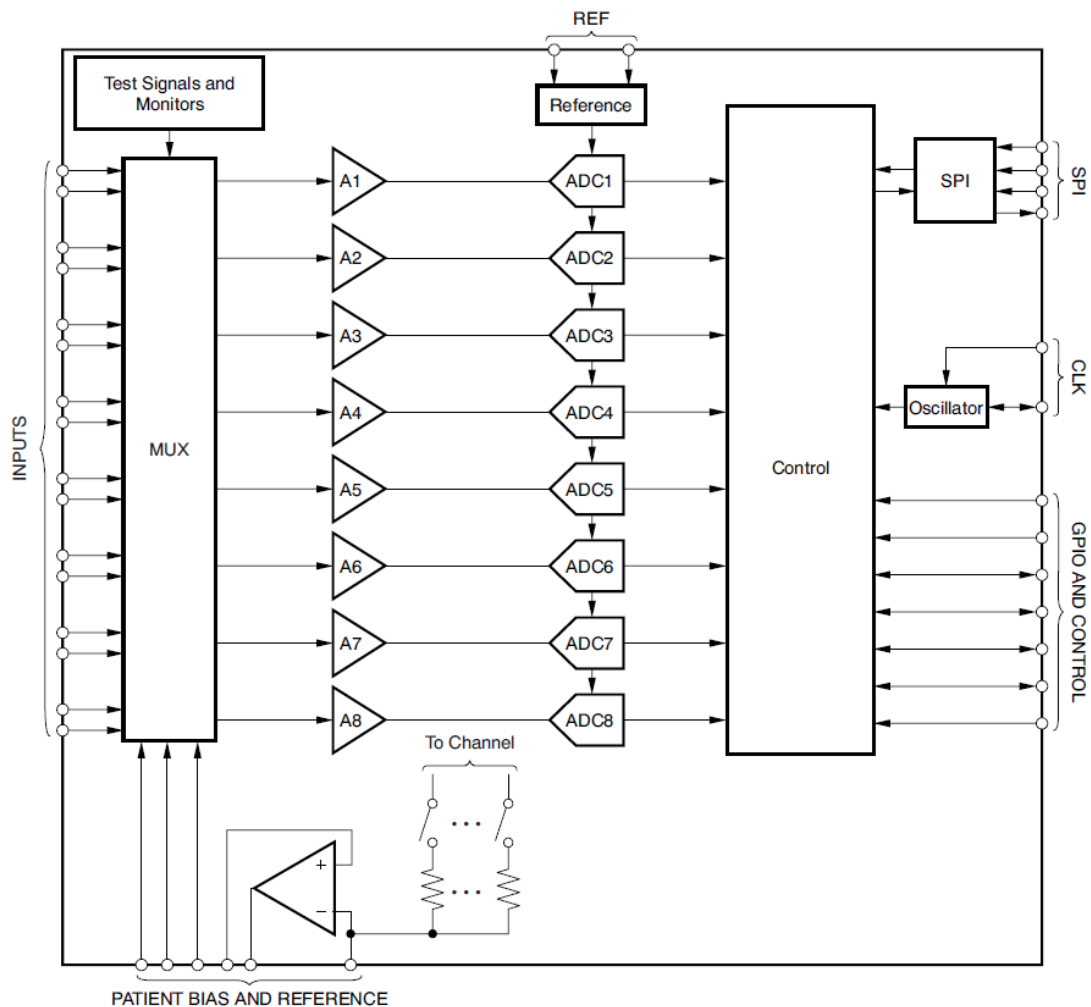 REF
Test Signals and
Monitors
Reference
A1
ADC1
SPI
SPI
A2
ADC2
A3
ADC3
CLK
A4
ADC4
Oscillator
INPUTS
MUX
Control
A5
ADC5
A6
ADC6
GPIO AND CONTROL
A7
ADC7
A8
ADC8
To Channel
+
−
PATIENT BIAS AND REFERENCE